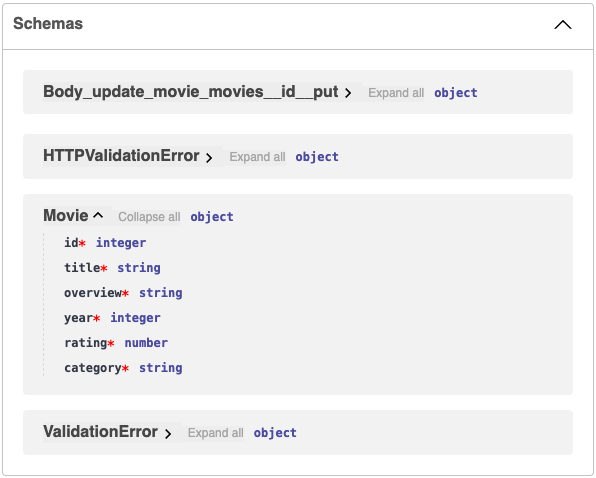 Schemas
Body_update_movie_movies__id__put Expand all object
HTTPValidationError Expand all object
Movie Collapse all object
id* integer
title* string
overview* string
year* integer
rating* number
category* string
ValidationError Expand all object